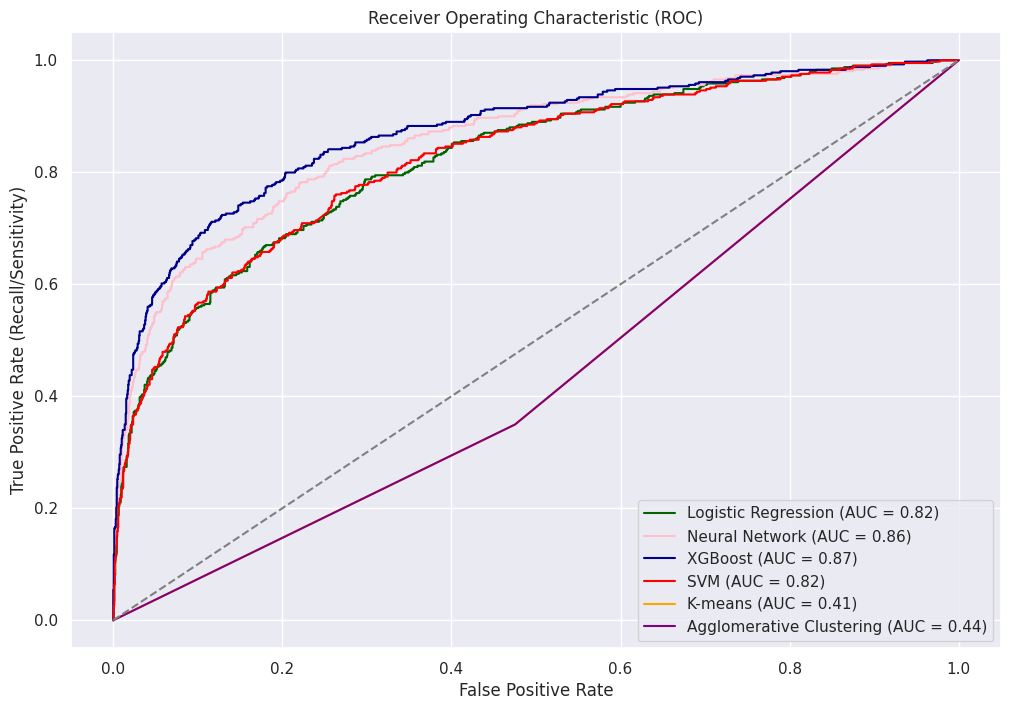 Receiver Operating Characteristic (ROC)
True Positive Rate (Recall/Sensitivity)
1.0
0.8
0.6
0.4
0.2
0.0
Logistic Regression (AUC = 0.82)
Neural Network (AUC = 0.86)
XGBoost (AUC = 0.87)
SVM (AUC = 0.82)
K-means (AUC = 0.41)
Agglomerative Clustering (AUC = 0.44)
0.0 0.2 0.4 0.6 0.8 1.0
False Positive Rate